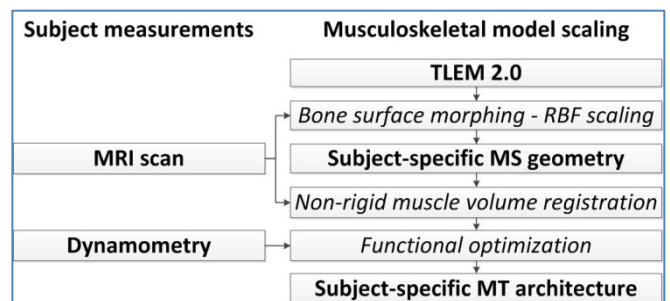 Subject measurements
Musculoskeletal model scaling
TLEM 2.0
Bone surface morphing - RBF scaling
MRI scan
Subject-specific MS geometry
Non-rigid muscle volume registration
Dynamometry
Functional optimization
Subject-specific MT architecture